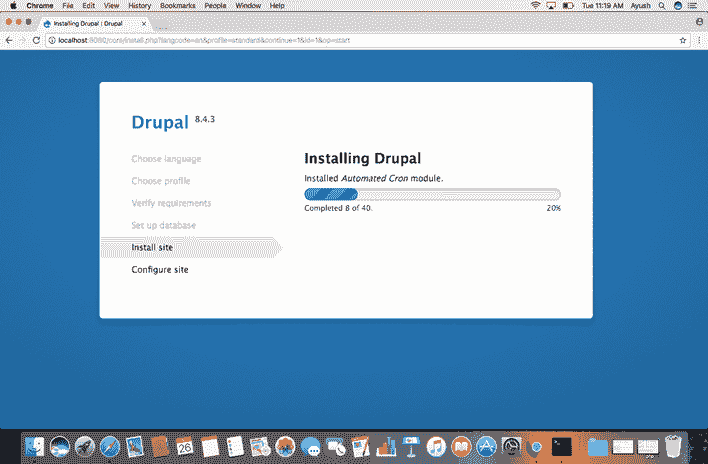 Chrome File Edit View History Bookmarks People Window Help Tue 11:19 AM Ayush
Installing Drupal | Drupal
localhost:8080/core/install.php?langcode=en&profile=standard&continue=1&id=1&op=start
Drupal 8.4.3
Choose language
Choose profile
Verify requirements
Set up database
Install site
Configure site
Installing Drupal
Installed Automated Cron module.
Completed 8 of 40.
20%
26